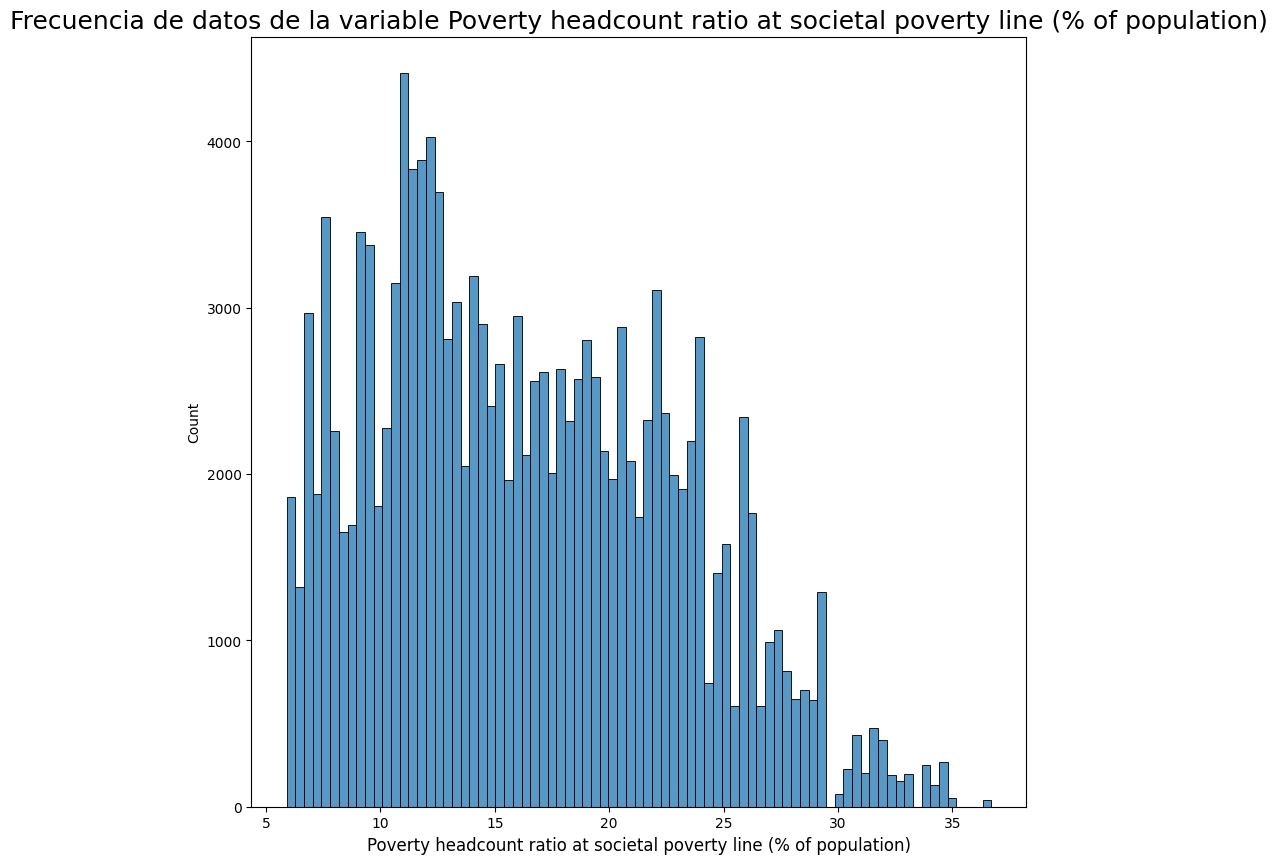 Frecuencia de datos de la variable Poverty headcount ratio at societal poverty line (% of population)
4000
3000
2000
1000
0
Count
5 10 15 20 25 30 35
Poverty headcount ratio at societal poverty line (% of population)